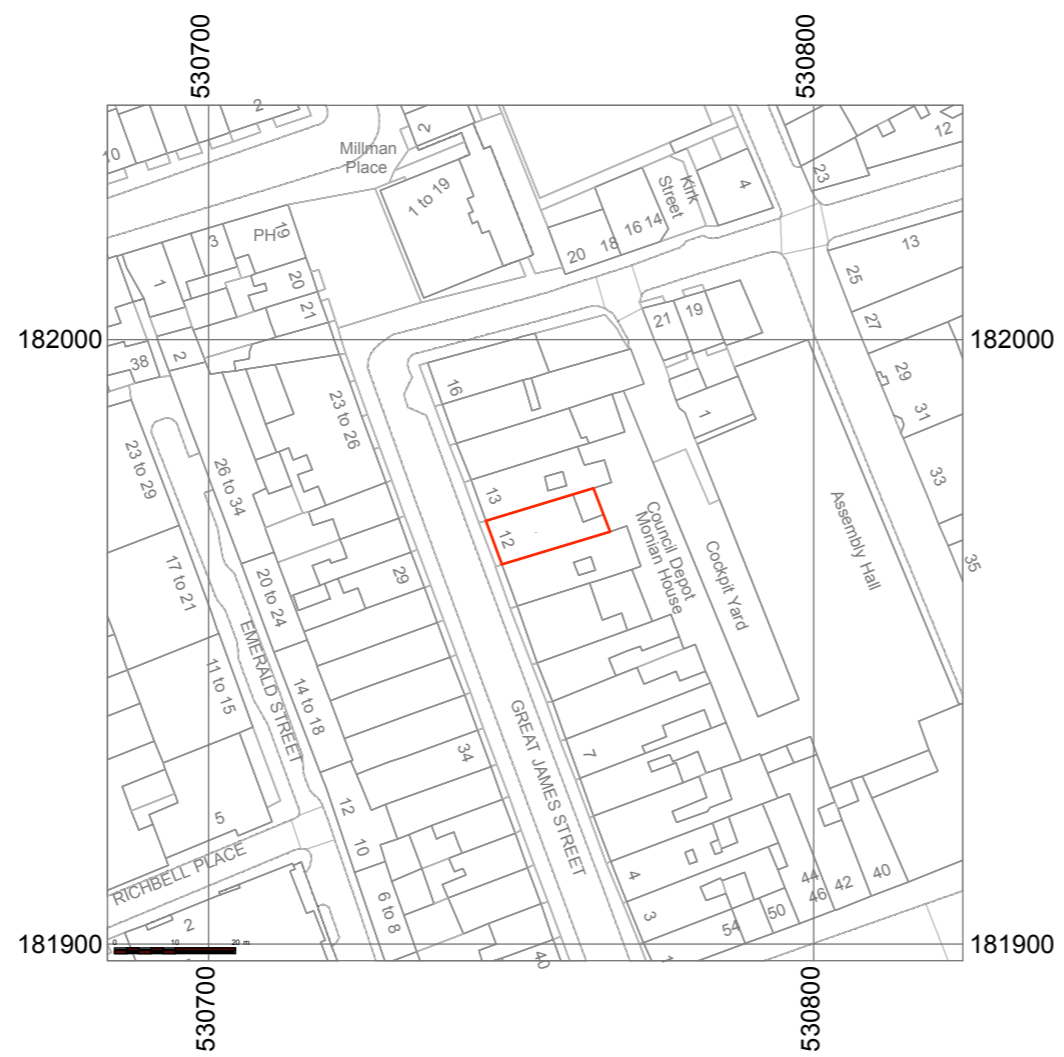 530700
530800
2
10
Millman
Place
2
12
1 to 19
Kirk
Street
4
23
16
14
18
20
3
PH
19
13
1
20
25
21
21
19
27
182000
182000
38
2
29
16
23 to 26
1
31
23 to 29
26 to 34
33
13
12
Council Depot
Monian House
Cockpit Yard
Assembly Hall
35
17 to 21
20 to 24
29
EMERALD STREET
11 to 15
14 to 18
GREAT JAMES STREET
34
7
12
5
10
RICHBELL PLACE
6 to 8
4
44
46
42
40
2
3
54
50
0
10
20 m
40
1
181900
181900
530700
530800